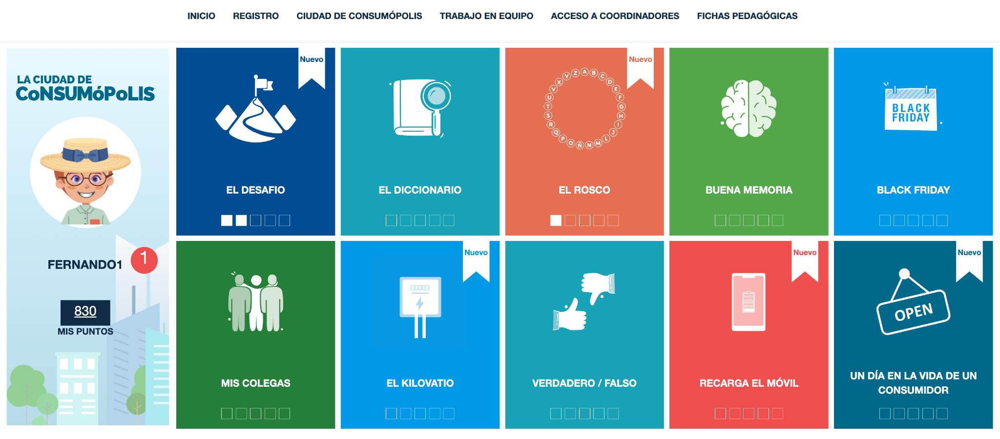 INICIO REGISTRO CIUDAD DE CONSUMÓPOLIS TRABAJO EN EQUIPO ACCESO A COORDINADORES FICHAS PEDAGÓGICAS
LA CIUDAD DE
CoNSUMóPoLIS
FERNANDO1
1
830
MIS PUNTOS
Nuevo
EL DESAFIO
EL DICCIONARIO
Nuevo
A B C D E F G H I J L M N Ñ O P Q R S T U V X Y Z
EL ROSCO
BUENA MEMORIA
BLACK
FRIDAY
BLACK FRIDAY
MIS COLEGAS
Nuevo
EL KILOVATIO
VERDADERO / FALSO
Nuevo
RECARGA EL MÓVIL
Nuevo
OPEN
UN DÍA EN LA VIDA DE UN
CONSUMIDOR